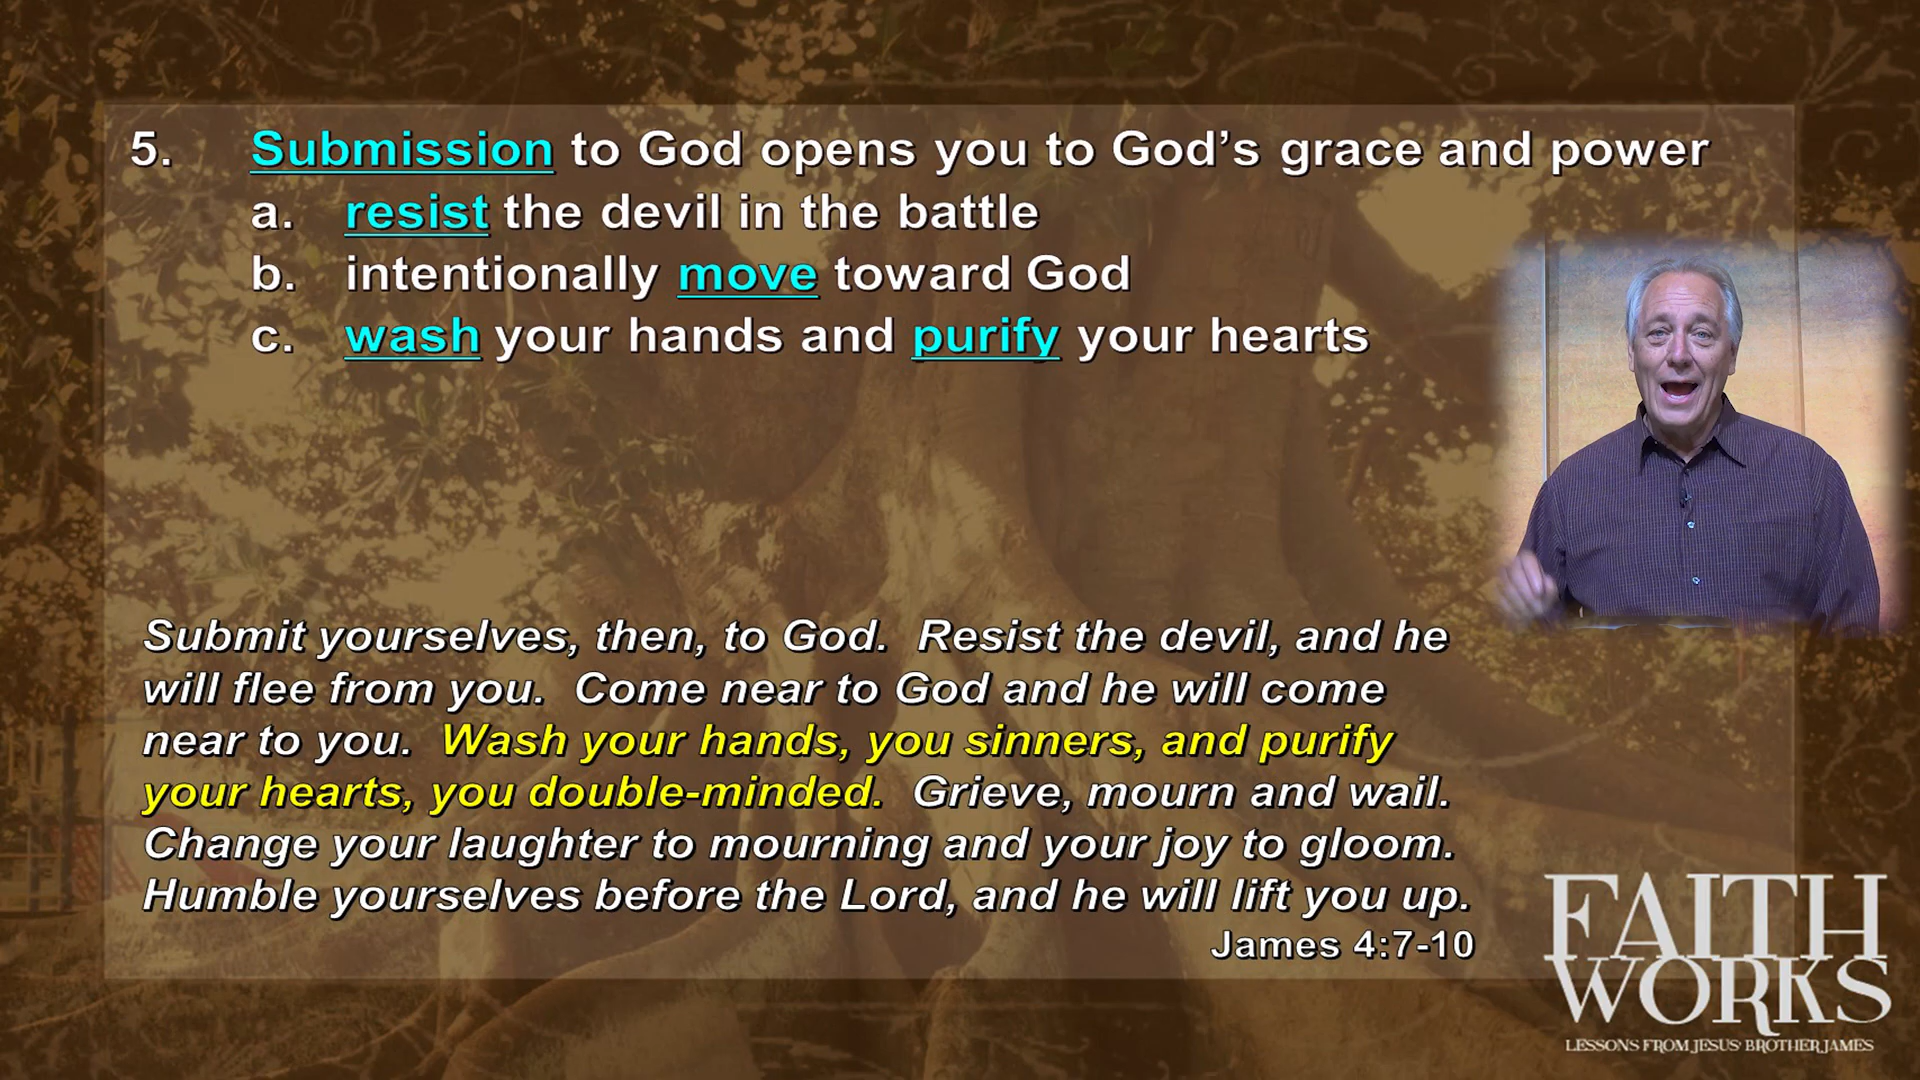 5. Submission to God opens you to God's grace and power
a. resist the devil in the battle
b. intentionally move toward God
c. wash your hands and purify your hearts
Submit yourselves, then, to God. Resist the devil, and he
will flee from you. Come near to God and he will come
near to you. Wash your hands, you sinners, and purify
your hearts, you double-minded. Grieve, mourn and wail.
Change your laughter to mourning and your joy to gloom.
Humble yourselves before the Lord, and he will lift you up.
James 4:7-10
FAITH
WORKS
LESSONS FROM JESUS' BROTHER JAMES